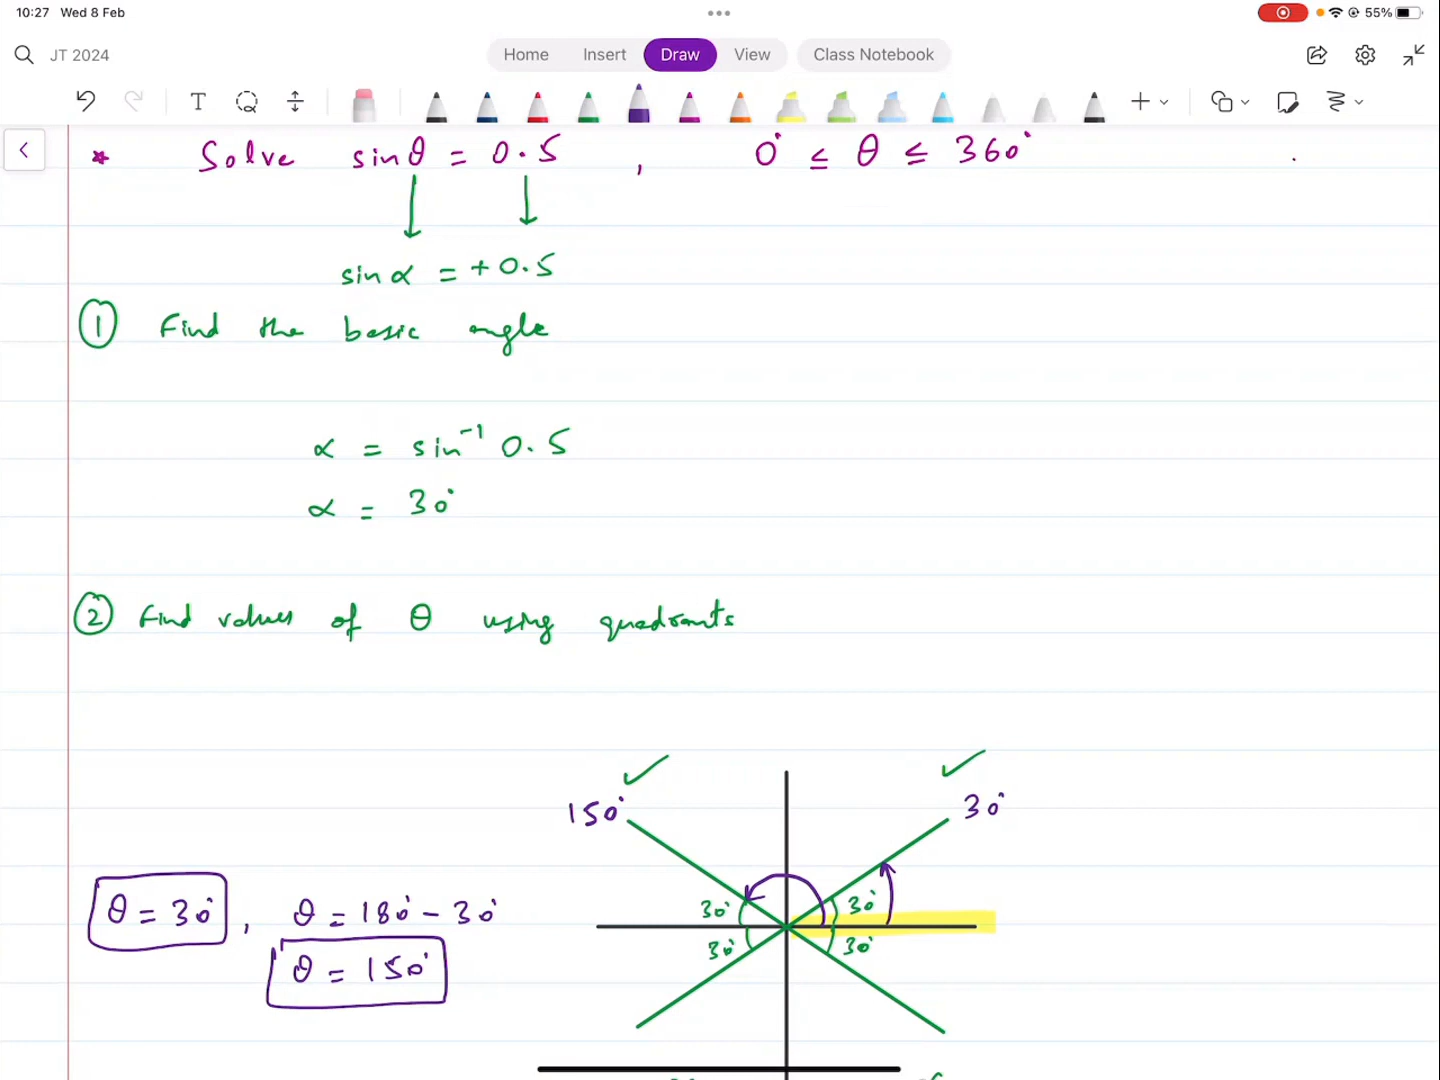 10:27 Wed 8 Feb
55%
JT 2024
Home Insert Draw View Class Notebook
T
* Solve sinθ = 0.5 , 0° ≤ θ ≤ 360°
sin α = +0.5
① Find the basic angle
α = sin⁻¹ 0.5
α = 30°
② Find values of θ using quadrants
150° 30°
30° 30°
30° 30°
θ = 30° , θ = 180° - 30°
θ = 150°